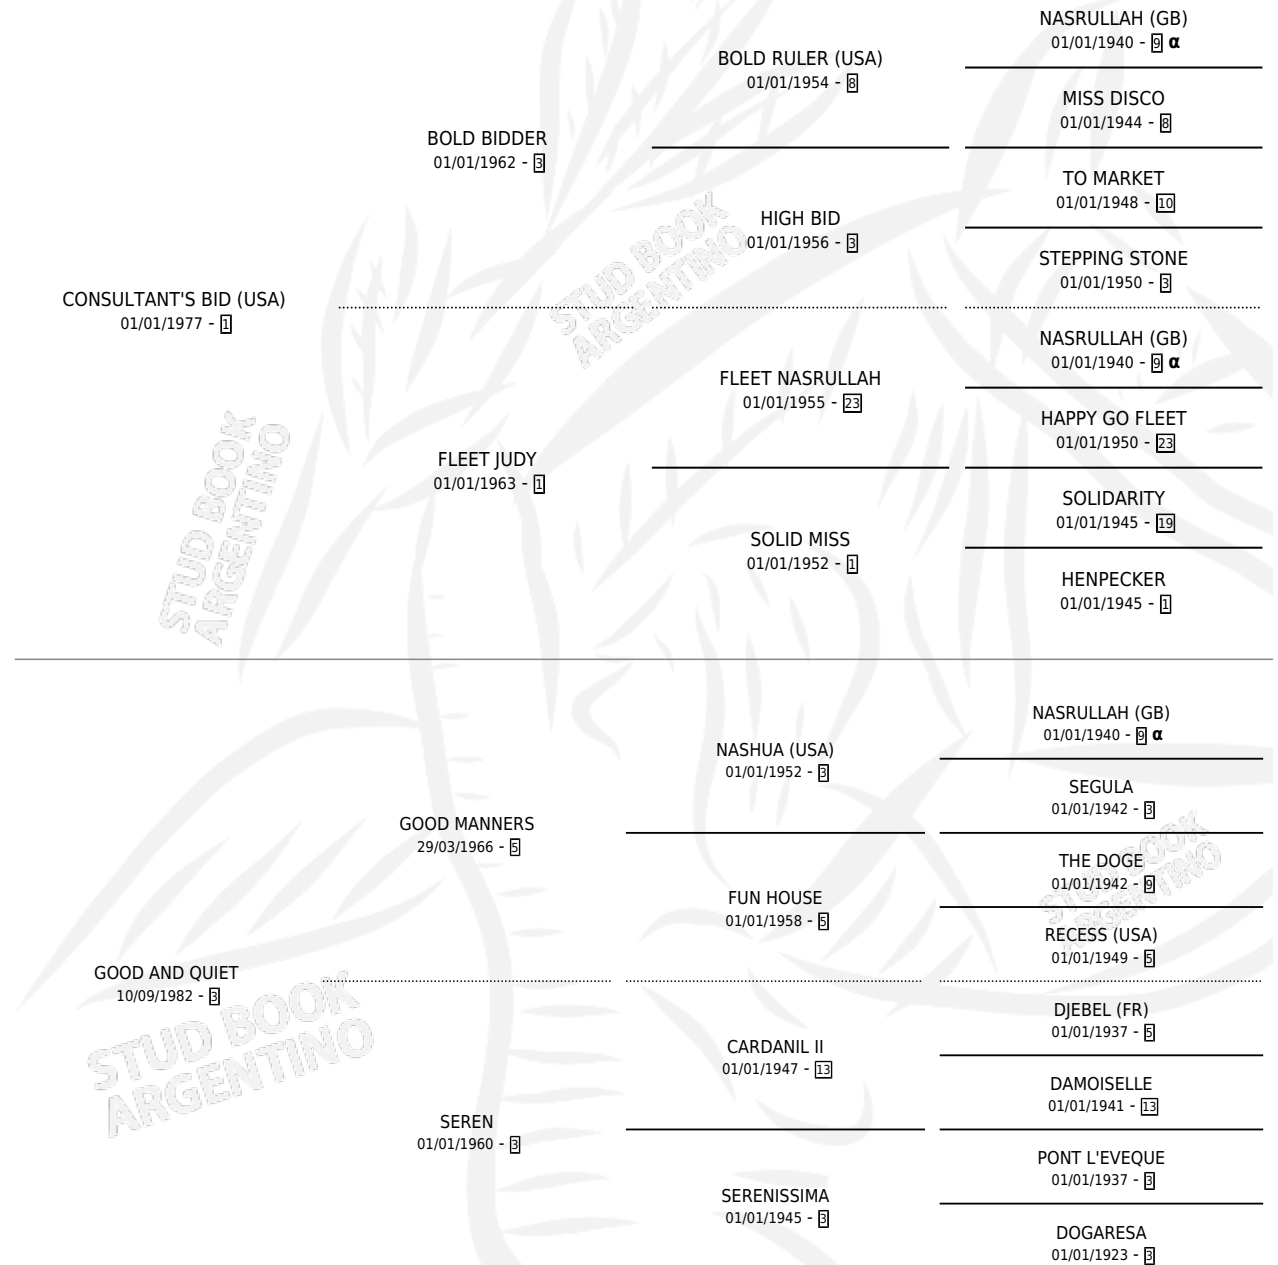 NASRULLAH (GB)
01/01/1940 - 9 α
BOLD RULER (USA)
01/01/1954 - 8
MISS DISCO
01/01/1944 - 8
BOLD BIDDER
01/01/1962 - 3
TO MARKET
01/01/1948 - 10
HIGH BID
01/01/1956 - 3
STEPPING STONE
01/01/1950 - 3
CONSULTANT'S BID (USA)
01/01/1977 - 1
NASRULLAH (GB)
01/01/1940 - 9 α
FLEET NASRULLAH
01/01/1955 - 23
HAPPY GO FLEET
01/01/1950 - 23
FLEET JUDY
01/01/1963 - 1
SOLIDARITY
01/01/1945 - 19
SOLID MISS
01/01/1952 - 1
HENPECKER
01/01/1945 - 1
NASRULLAH (GB)
01/01/1940 - 9 α
NASHUA (USA)
01/01/1952 - 3
SEGULA
01/01/1942 - 3
GOOD MANNERS
29/03/1966 - 5
THE DOGE
01/01/1942 - 9
FUN HOUSE
01/01/1958 - 5
RECESS (USA)
01/01/1949 - 5
GOOD AND QUIET
10/09/1982 - 3
DJEBEL (FR)
01/01/1937 - 5
CARDANIL II
01/01/1947 - 13
DAMOISELLE
01/01/1941 - 13
SEREN
01/01/1960 - 3
PONT L'EVEQUE
01/01/1937 - 3
SERENISSIMA
01/01/1945 - 3
DOGARESA
01/01/1923 - 3
STUD BOOK
ARGENTINO
STUD BOOK
ARGENTINO
STUD BOOK
ARGENTINO
STUD BOOK
ARGENTINO